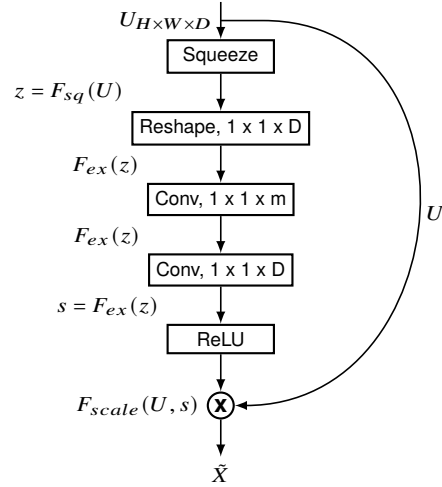 U_{H×W×D}
Squeeze
z = F_{sq}(U)
Reshape, 1 x 1 x D
F_{ex}(z)
Conv, 1 x 1 x m
F_{ex}(z)
U
Conv, 1 x 1 x D
s = F_{ex}(z)
ReLU
F_{scale}(U, s)
X
X̃